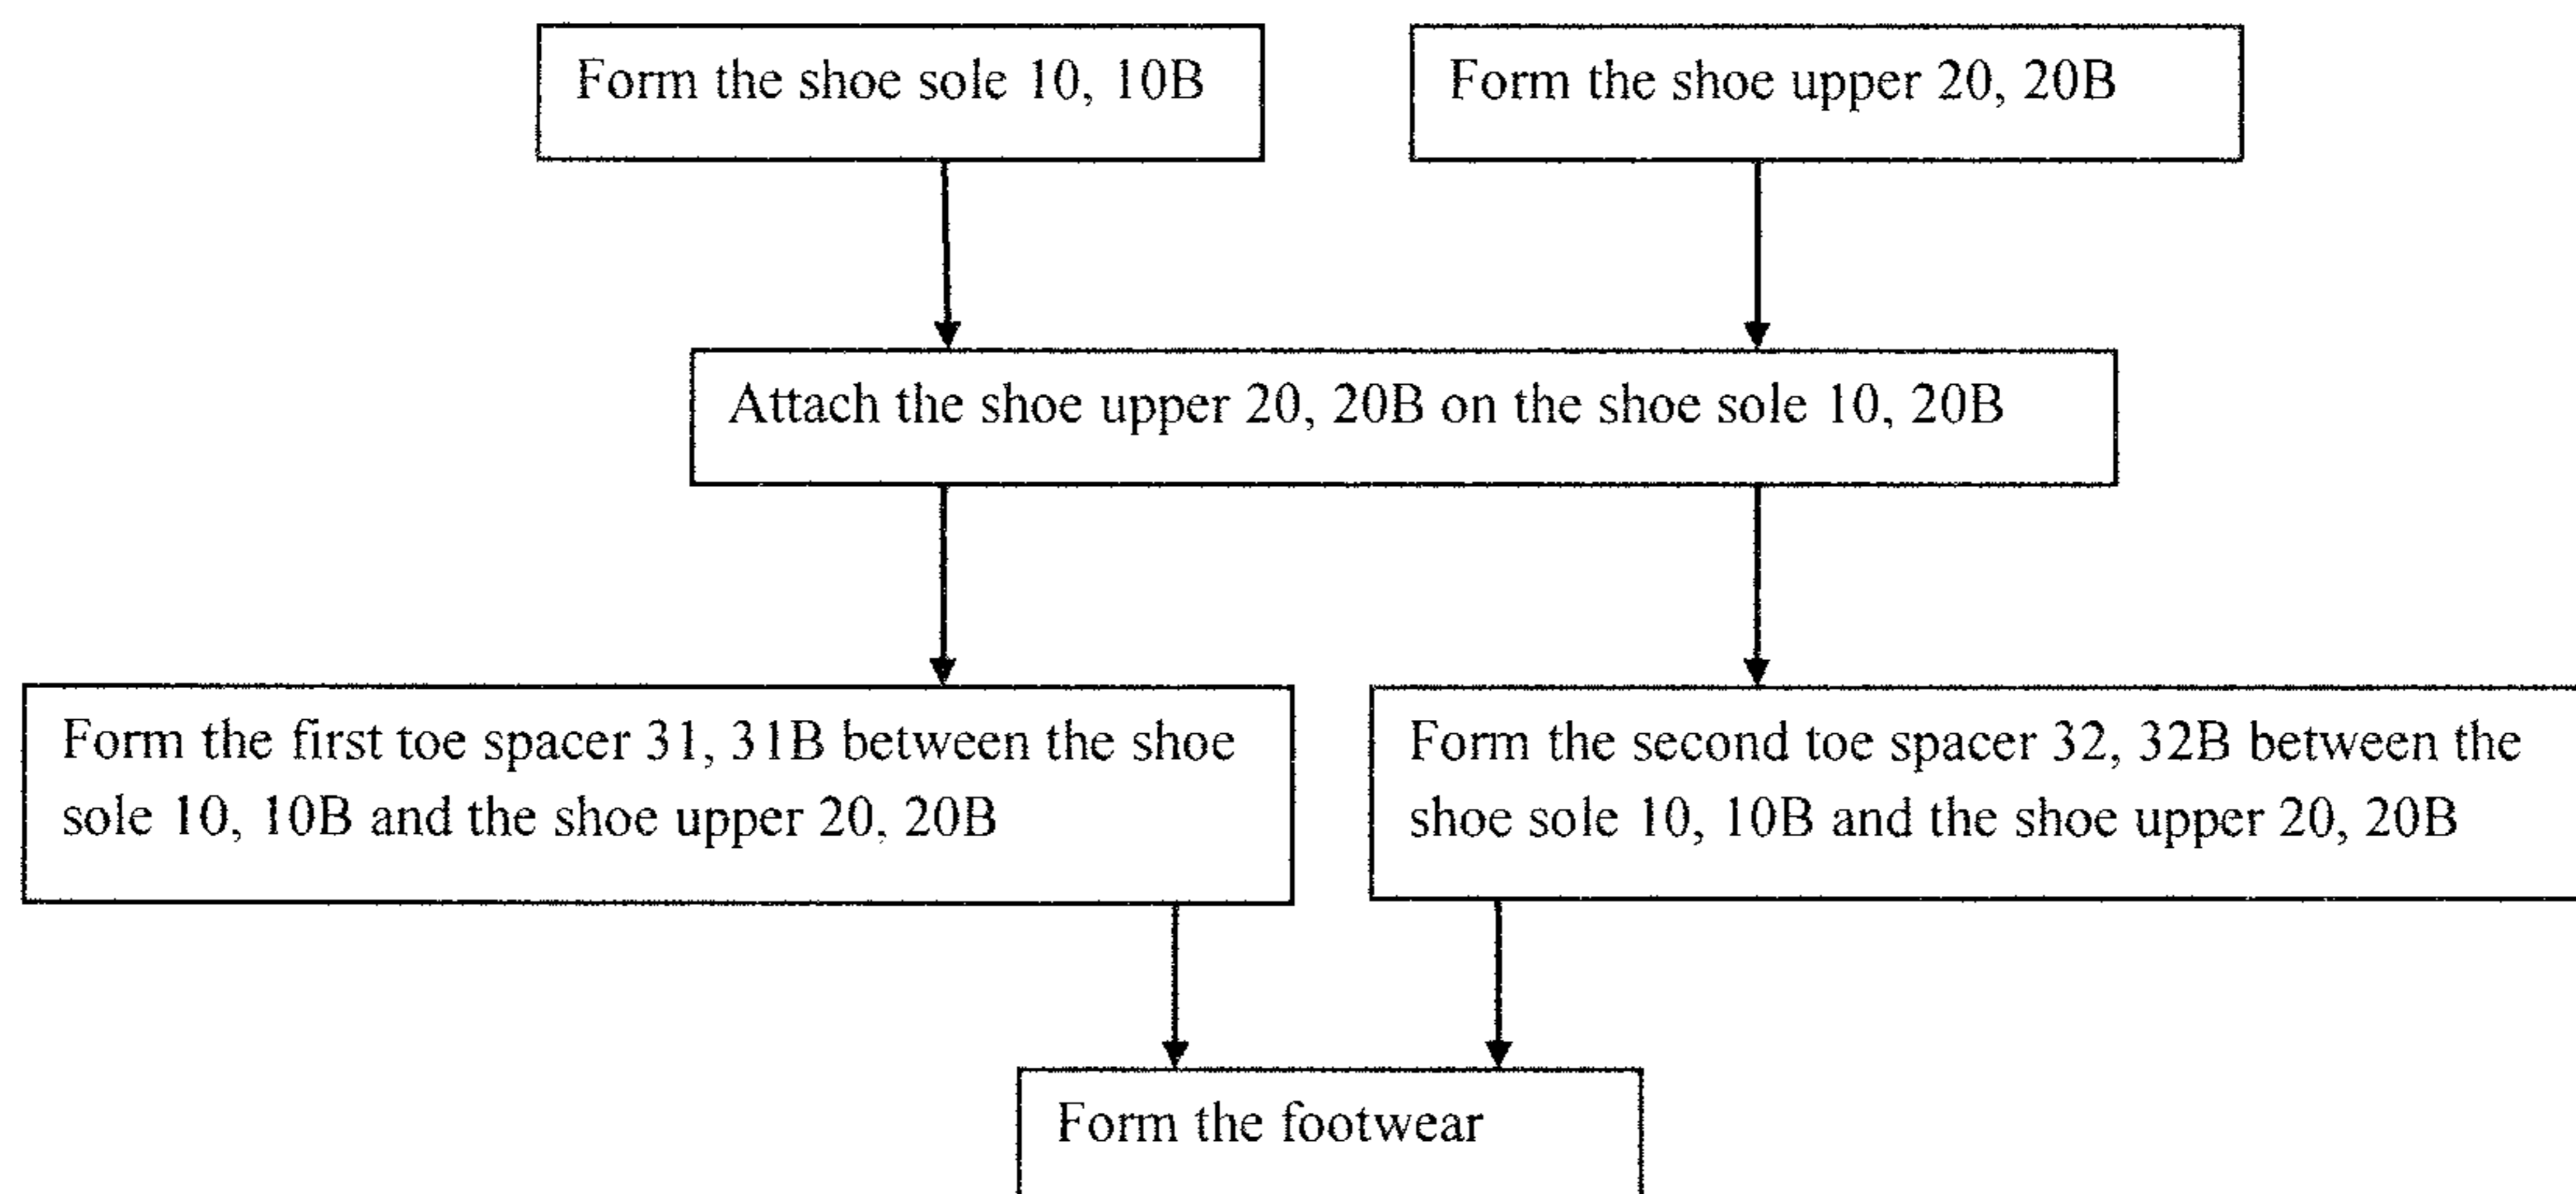 Form the shoe sole 10, 10B
Form the shoe upper 20, 20B
Attach the shoe upper 20, 20B on the shoe sole 10, 20B
Form the first toe spacer 31, 31B between the shoe
sole 10, 10B and the shoe upper 20, 20B
Form the second toe spacer 32, 32B between the
shoe sole 10, 10B and the shoe upper 20, 20B
Form the footwear